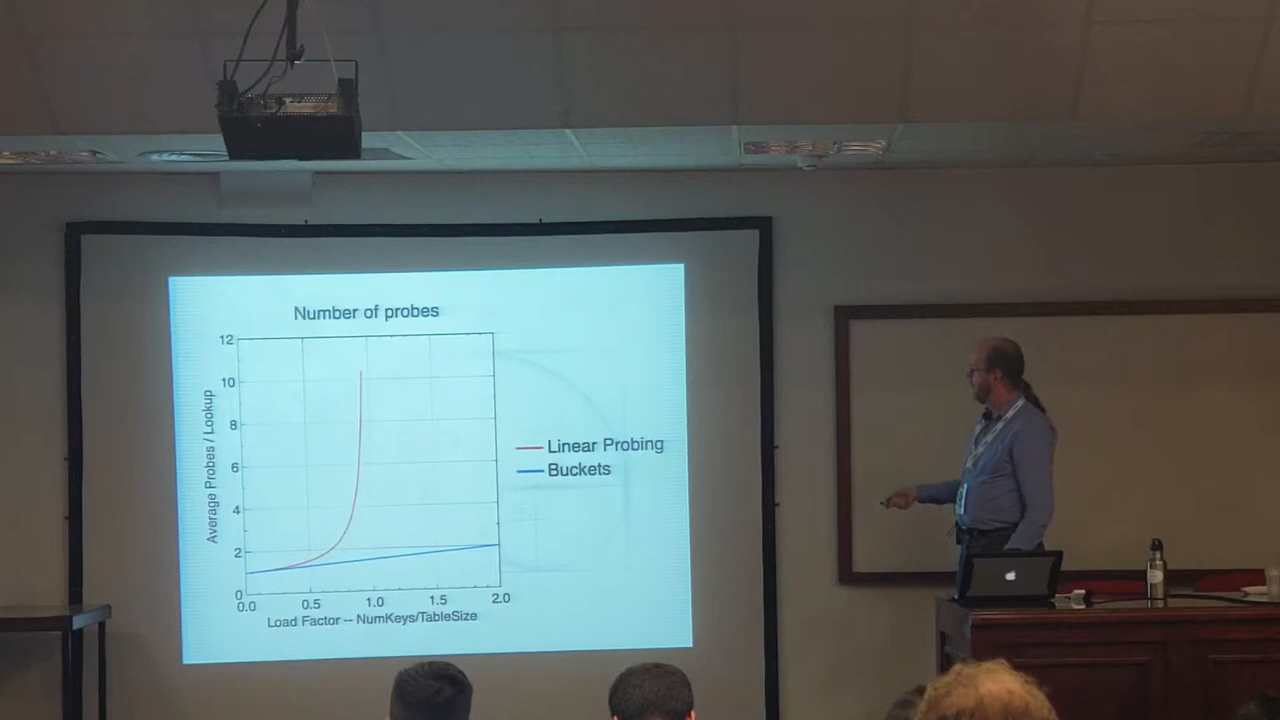 Number of probes
12
10
8
6
4
2
0
Average Probes / Lookup
0.0 0.5 1.0 1.5 2.0
Load Factor -- NumKeys/TableSize
Linear Probing
Buckets